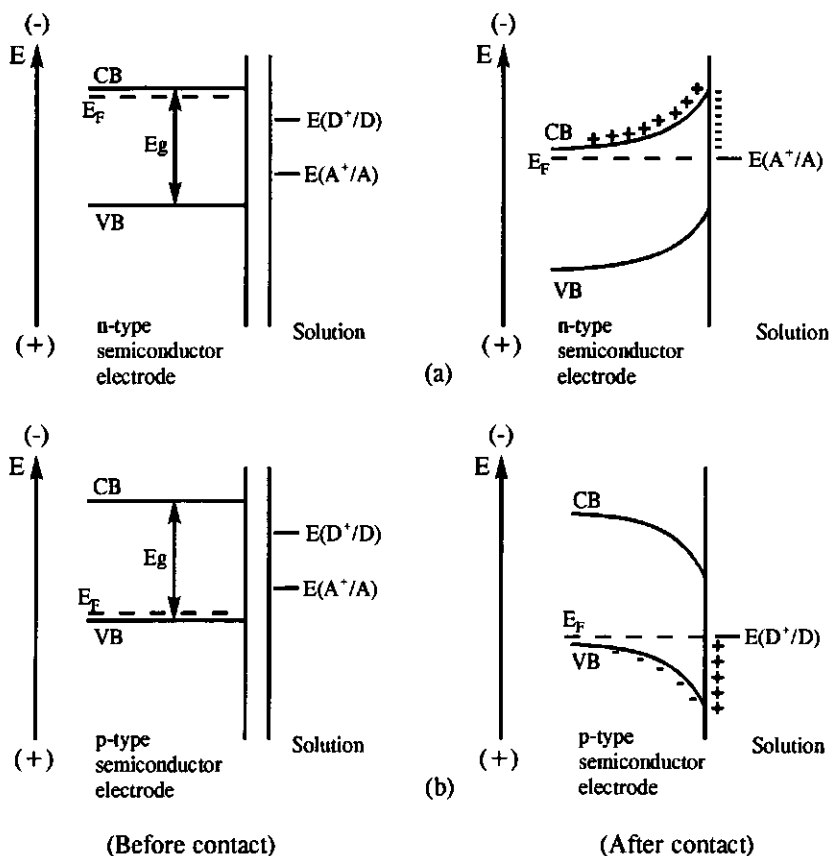 (-)
E
CB
E_F
Eg
VB
E(D⁺/D)
E(A⁺/A)
(+)
n-type
semiconductor
electrode
Solution
(-)
E
CB
E_F
VB
E(A⁺/A)
(+)
n-type
semiconductor
electrode
Solution
(a)
(-)
E
CB
Eg
E_F
VB
E(D⁺/D)
E(A⁺/A)
(+)
p-type
semiconductor
electrode
Solution
(-)
E
CB
E_F
VB
E(D⁺/D)
(+)
p-type
semiconductor
electrode
Solution
(b)
(Before contact)
(After contact)